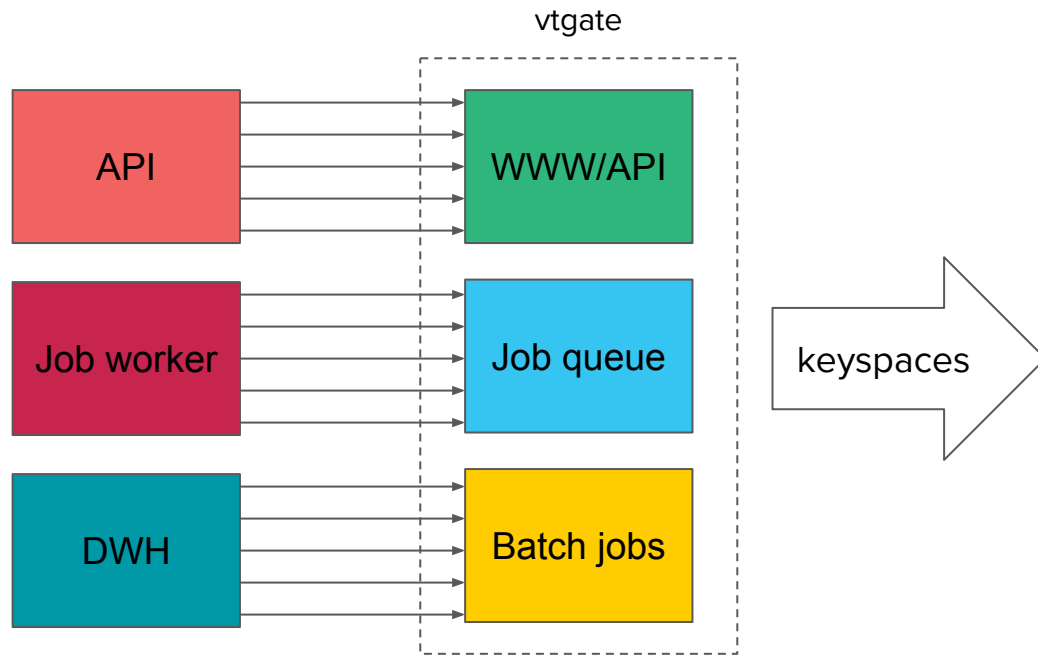 vtgate
API
WWW/API
Job worker
Job queue
keyspaces
DWH
Batch jobs